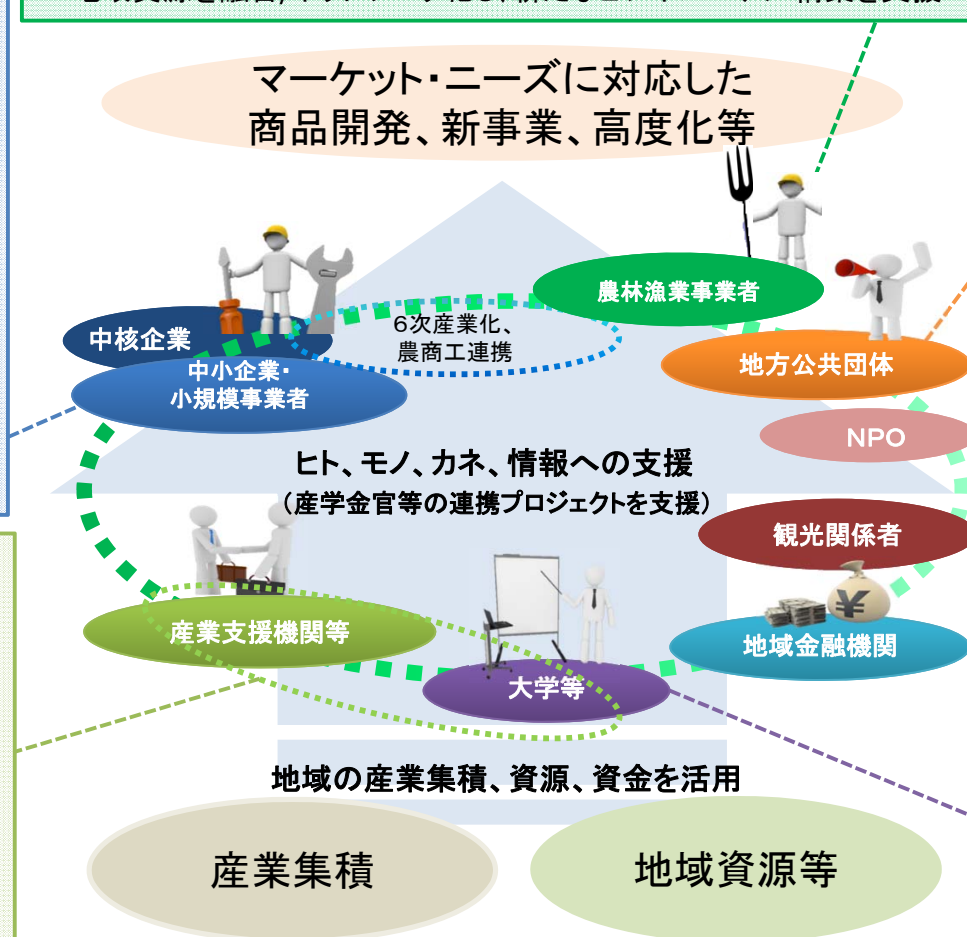 マーケット・ニーズに対応した
商品開発、新事業、高度化等
農林漁業事業者
中核企業
6次産業化、
農商工連携
地方公共団体
中小企業・
小規模事業者
NPO
ヒト、モノ、カネ、情報への支援
(産学金官等の連携プロジェクトを支援)
観光関係者
産業支援機関等
地域金融機関
¥
大学等
地域の産業集積、資源、資金を活用
産業集積
地域資源等